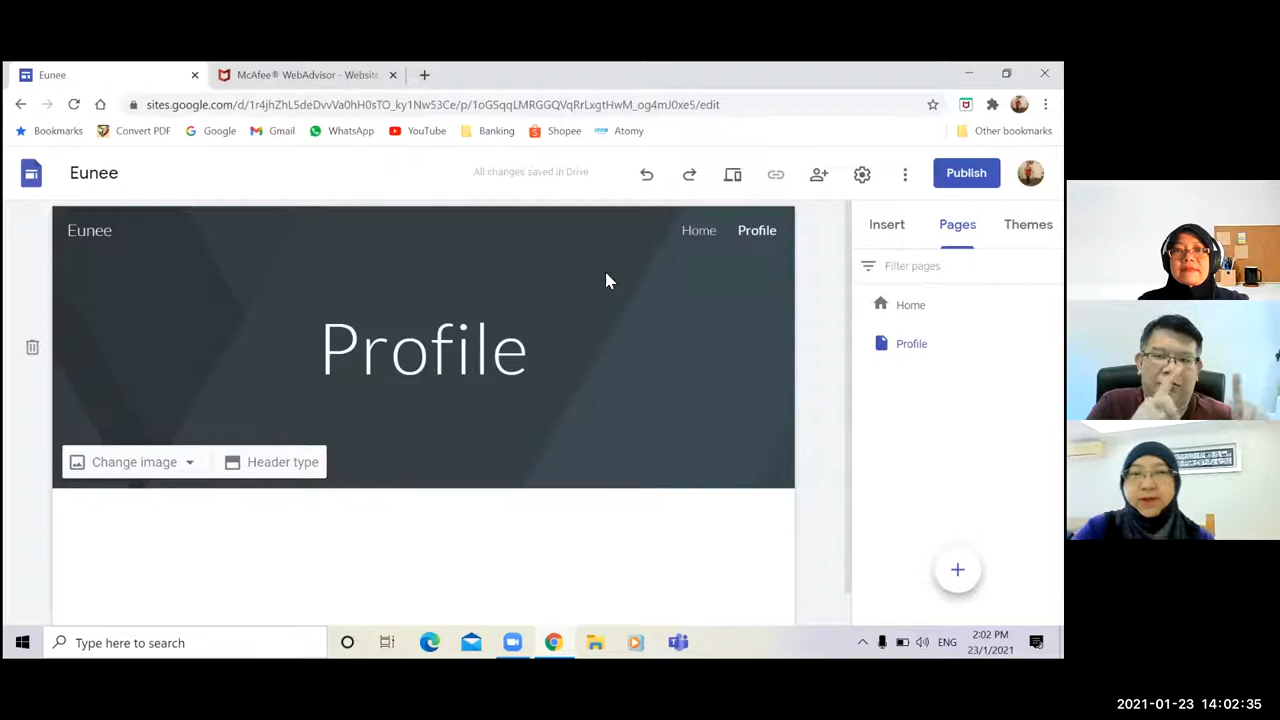 Eunee
McAfee® WebAdvisor - Website
sites.google.com/d/1r4jhZhL5deDvvVa0hH0sTO_ky1Nw53Ce/p/1oGSqqLMRGGQVqRrLxgtHwM_og4mJ0xe5/edit
Bookmarks Convert PDF Google Gmail WhatsApp YouTube Banking Shopee Atomy Other bookmarks
Eunee All changes saved in Drive Publish
Eunee Home Profile
Insert Pages Themes
Filter pages
Home
Profile
Profile
Change image Header type
Type here to search
ENG
2:02 PM
23/1/2021
2021-01-23 14:02:35